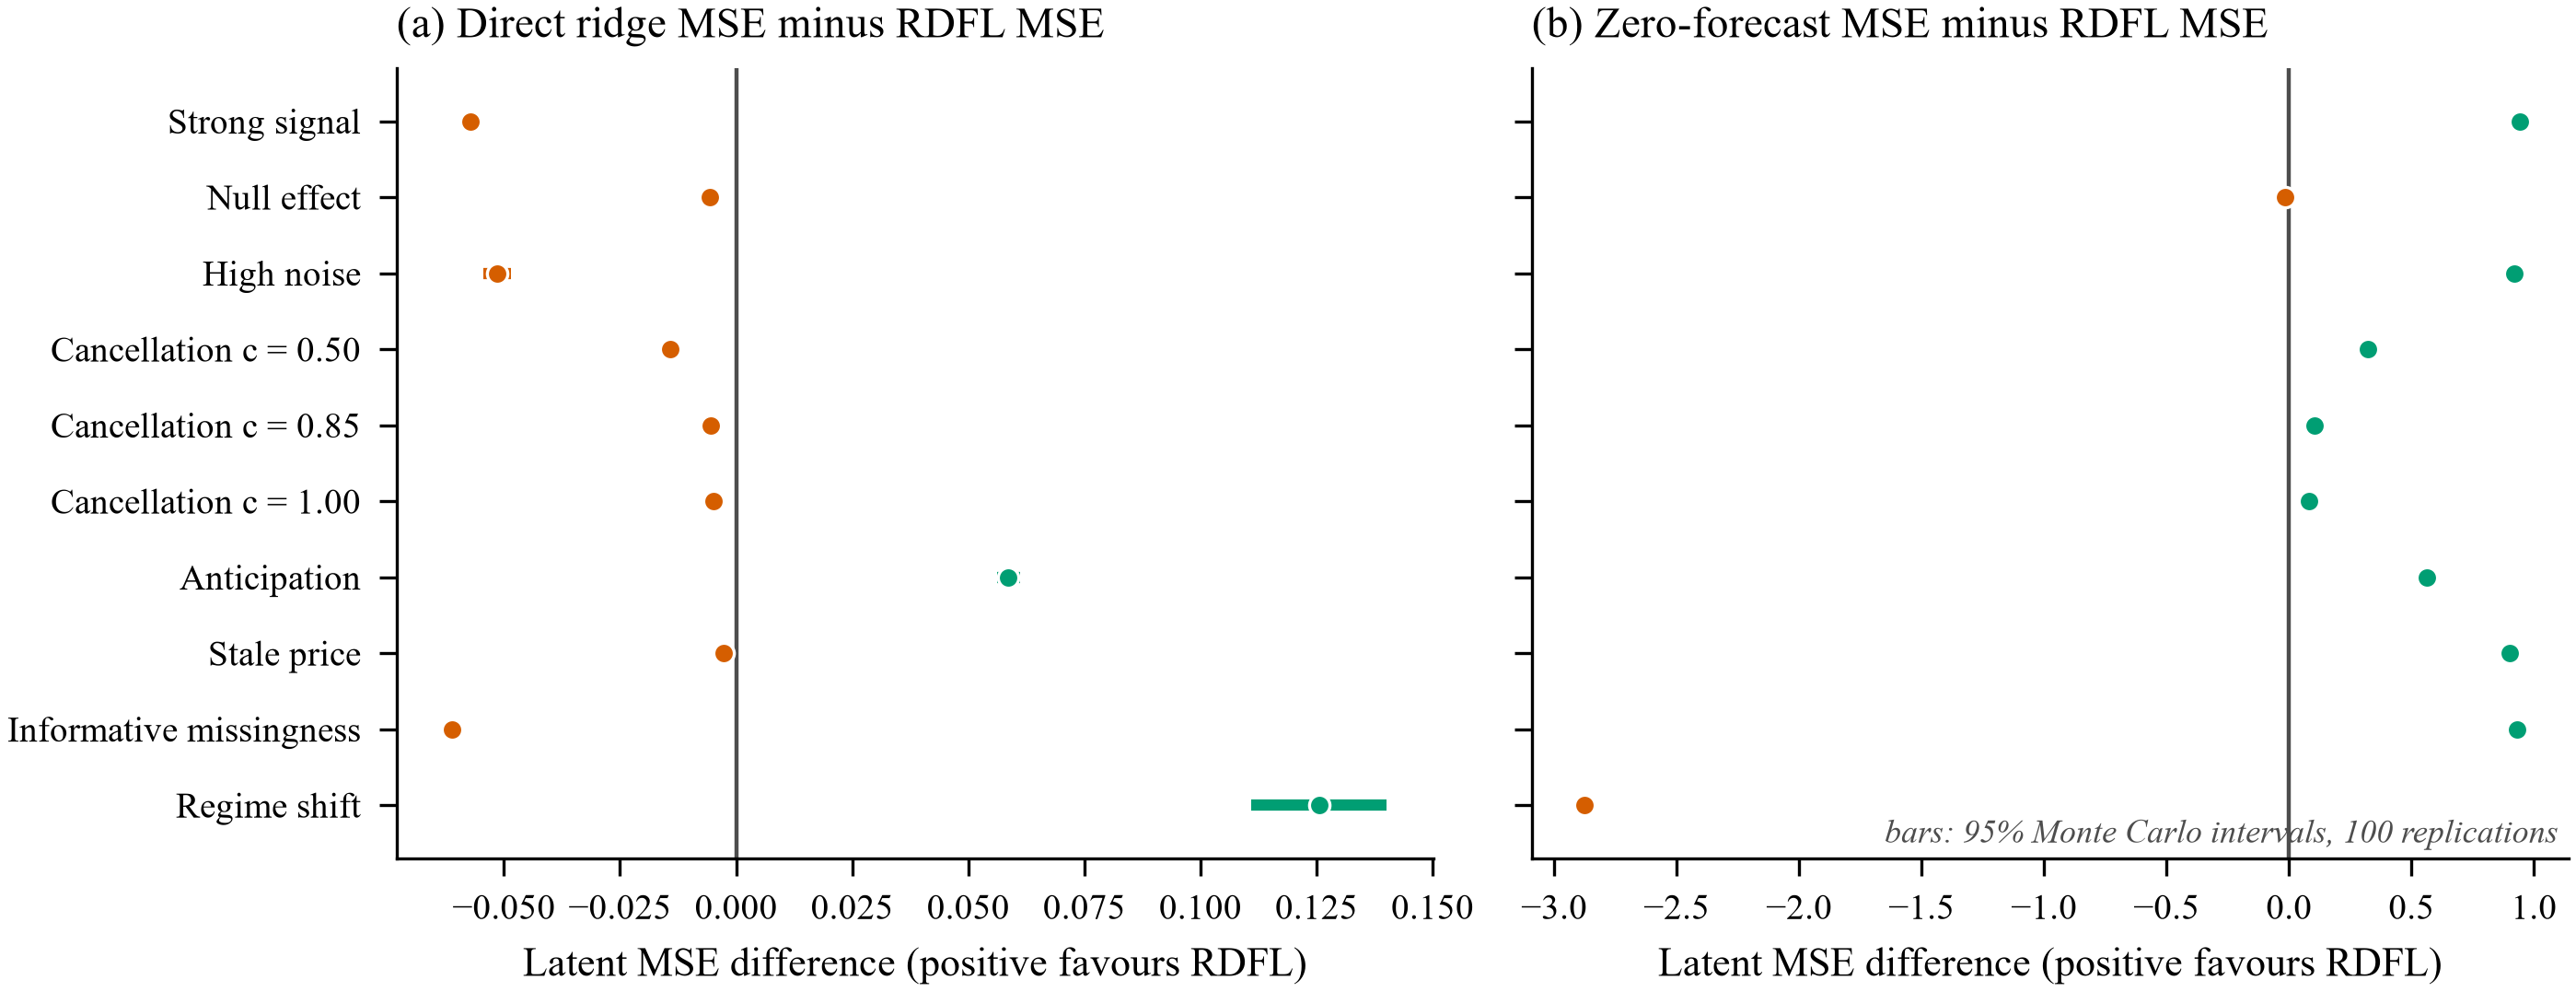 (a) Direct ridge MSE minus RDFL MSE
Strong signal
Null effect
High noise
Cancellation c = 0.50
Cancellation c = 0.85
Cancellation c = 1.00
Anticipation
Stale price
Informative missingness
Regime shift
−0.050 −0.025 0.000 0.025 0.050 0.075 0.100 0.125 0.150
Latent MSE difference (positive favours RDFL)
(b) Zero-forecast MSE minus RDFL MSE
bars: 95% Monte Carlo intervals, 100 replications
−3.0 −2.5 −2.0 −1.5 −1.0 −0.5 0.0 0.5 1.0
Latent MSE difference (positive favours RDFL)